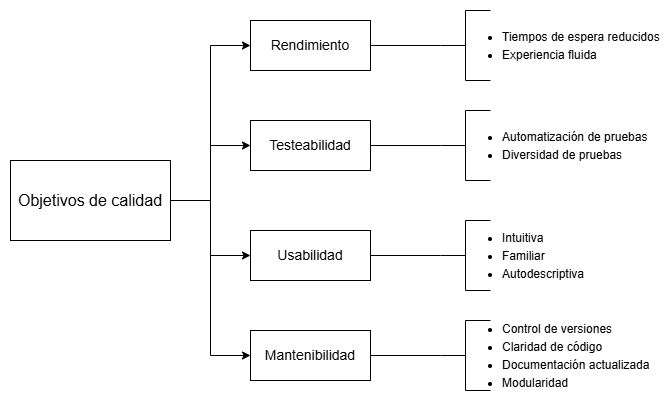 Objetivos de calidad
Rendimiento
• Tiempos de espera reducidos
• Experiencia fluida
Testeabilidad
• Automatización de pruebas
• Diversidad de pruebas
Usabilidad
• Intuitiva
• Familiar
• Autodescriptiva
Mantenibilidad
• Control de versiones
• Claridad de código
• Documentación actualizada
• Modularidad